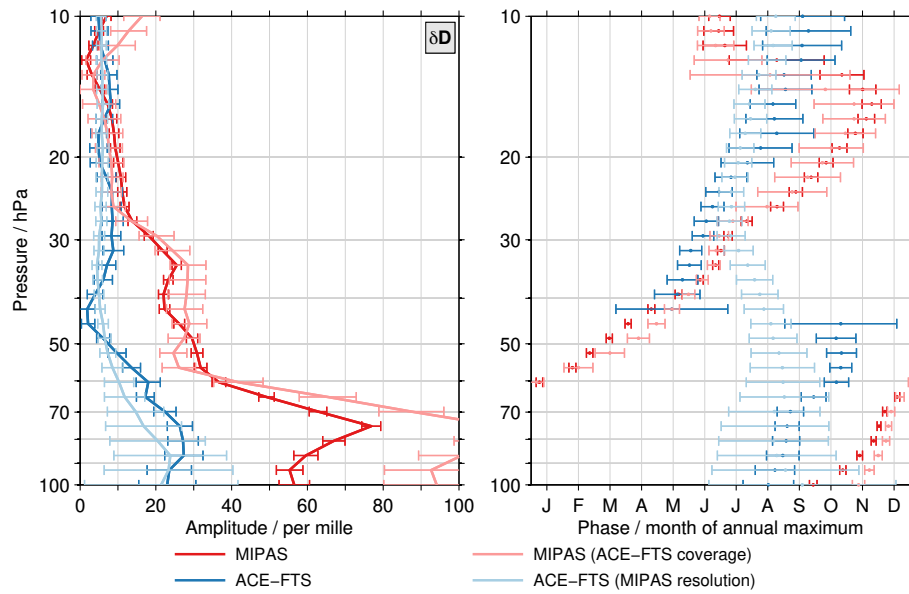 10
20
30
50
70
100
Pressure / hPa
δD
0 20 40 60 80 100
Amplitude / per mille
10
20
30
50
70
100
J F M A M J J A S O N D
Phase / month of annual maximum
MIPAS
MIPAS (ACE−FTS coverage)
ACE−FTS
ACE−FTS (MIPAS resolution)